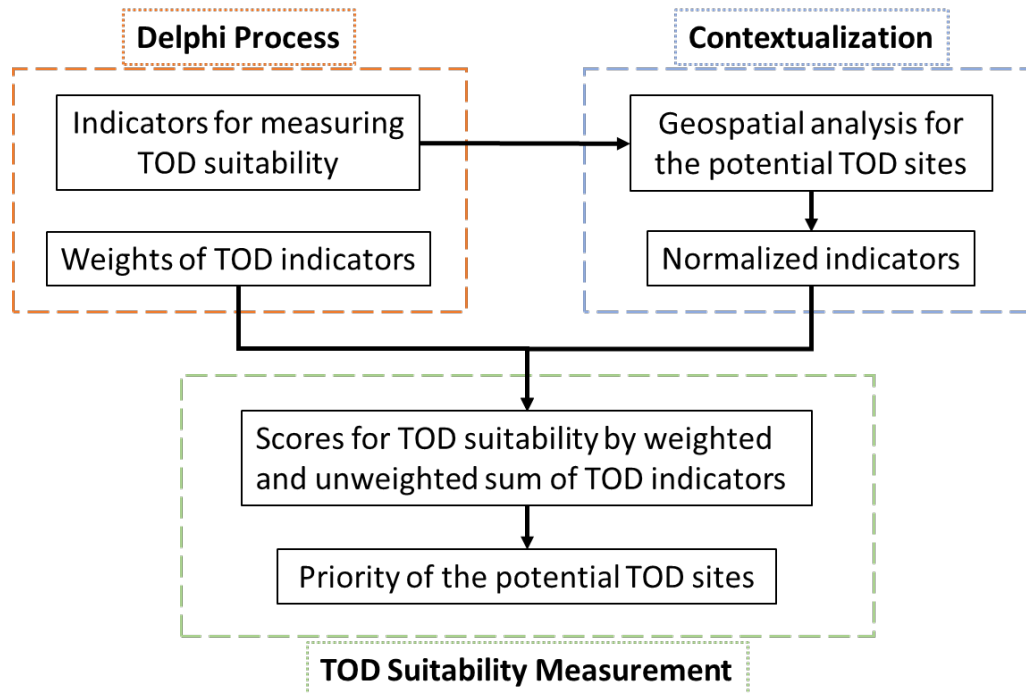 Delphi Process
Contextualization
Indicators for measuring
TOD suitability
Geospatial analysis for
the potential TOD sites
Weights of TOD indicators
Normalized indicators
Scores for TOD suitability by weighted
and unweighted sum of TOD indicators
Priority of the potential TOD sites
TOD Suitability Measurement